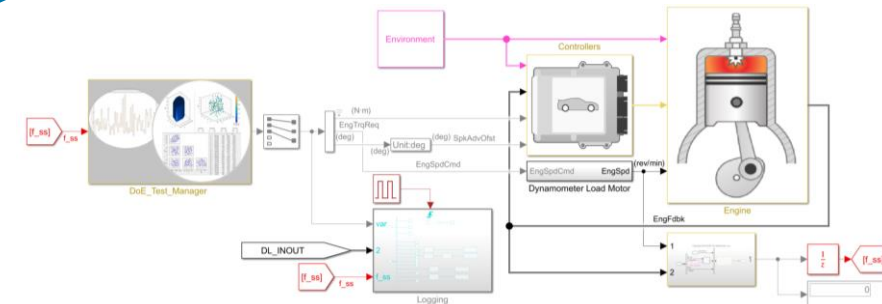 Environment
Controllers
[f_ss]
f_ss
DoE_Test_Manager
(N·m)
EngTrqReq
(deg)
(deg)
Unit:deg
(deg)
SpkAdvOfst
EngSpdCmd
EngSpdCmd
EngSpd
(rev/min)
Dynamometer Load Motor
Engine
EngFdbk
var
DL_INOUT
2
[f_ss]
f_ss
f_ss
Logging
1
2
1
1
z
[f_ss]
0